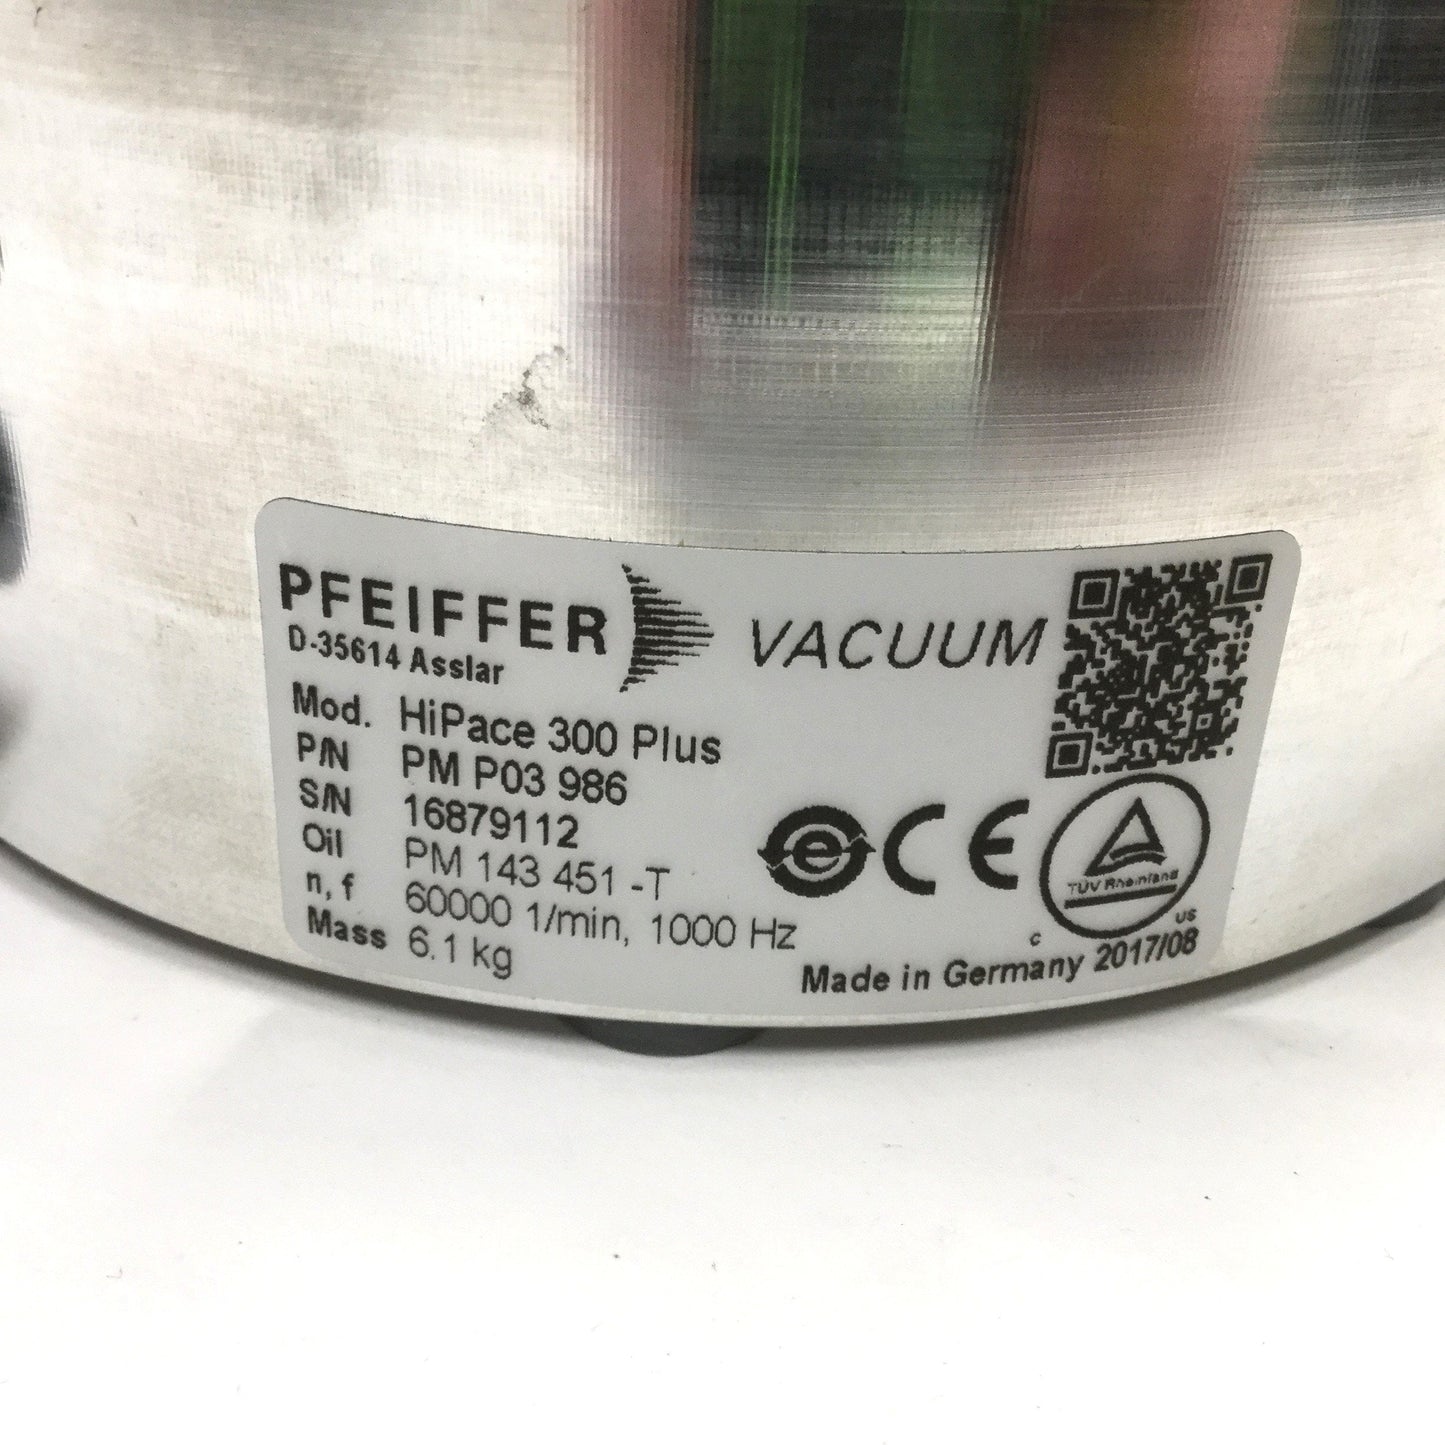 PFEIFFER VACUUM
D-35614 Asslar
Mod. HiPace 300 Plus
P/N PM P03 986
S/N 16879112
Oil PM 143 451 -T
n, f 60000 1/min, 1000 Hz
Mass 6.1 kg
e CE
TÜV Rheinland
c US
Made in Germany 2017/08